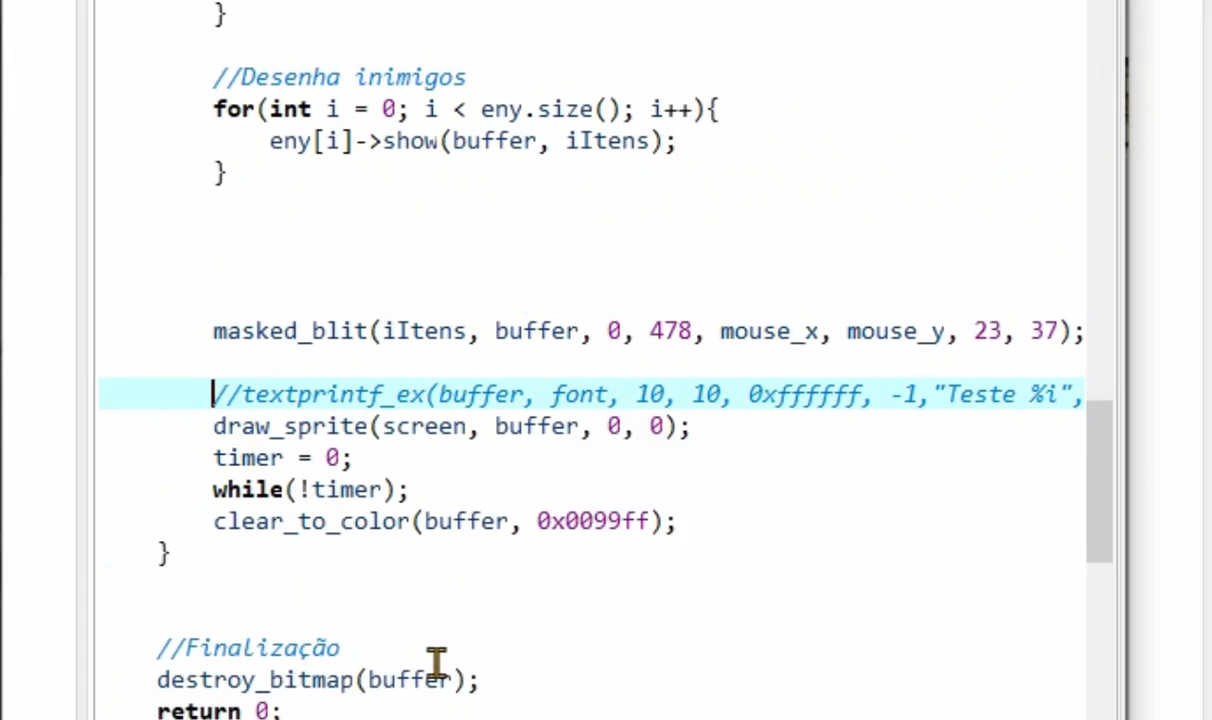 }
//Desenha inimigos
for(int i = 0; i < eny.size(); i++){
eny[i]->show(buffer, iItens);
}
masked_blit(iItens, buffer, 0, 478, mouse_x, mouse_y, 23, 37);
//textprintf_ex(buffer, font, 10, 10, 0xffffff, -1,"Teste %i",
draw_sprite(screen, buffer, 0, 0);
timer = 0;
while(!timer);
clear_to_color(buffer, 0x0099ff);
}
//Finalização
destroy_bitmap(buffer);
return 0;